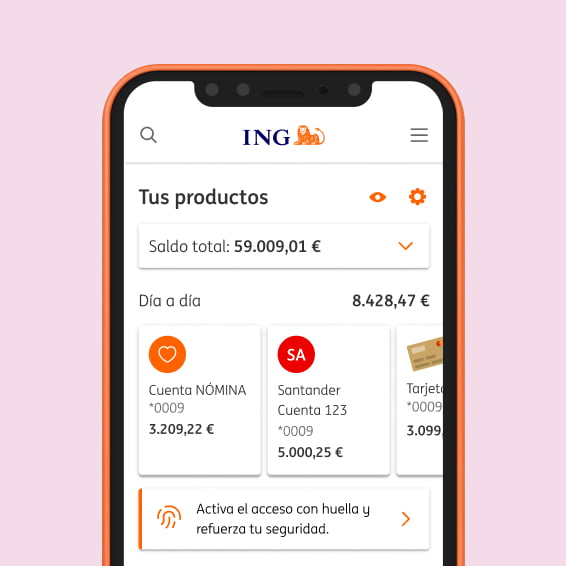 ING
Tus productos
Saldo total: 59.009,01 €
Día a día
8.428,47 €
Cuenta NÓMINA
*0009
3.209,22 €
SA
Santander
Cuenta 123
*0009
5.000,25 €
Tarjet
*0009
3.099,
Activa el acceso con huella y
refuerza tu seguridad.